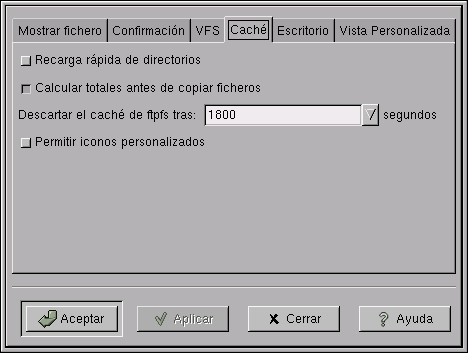 Mostrar fichero Confirmación VFS Caché Escritorio Vista Personalizada
Recarga rápida de directorios
Calcular totales antes de copiar ficheros
Descartar el caché de ftpfs tras: 1800 segundos
Permitir iconos personalizados
Aceptar Aplicar Cerrar Ayuda